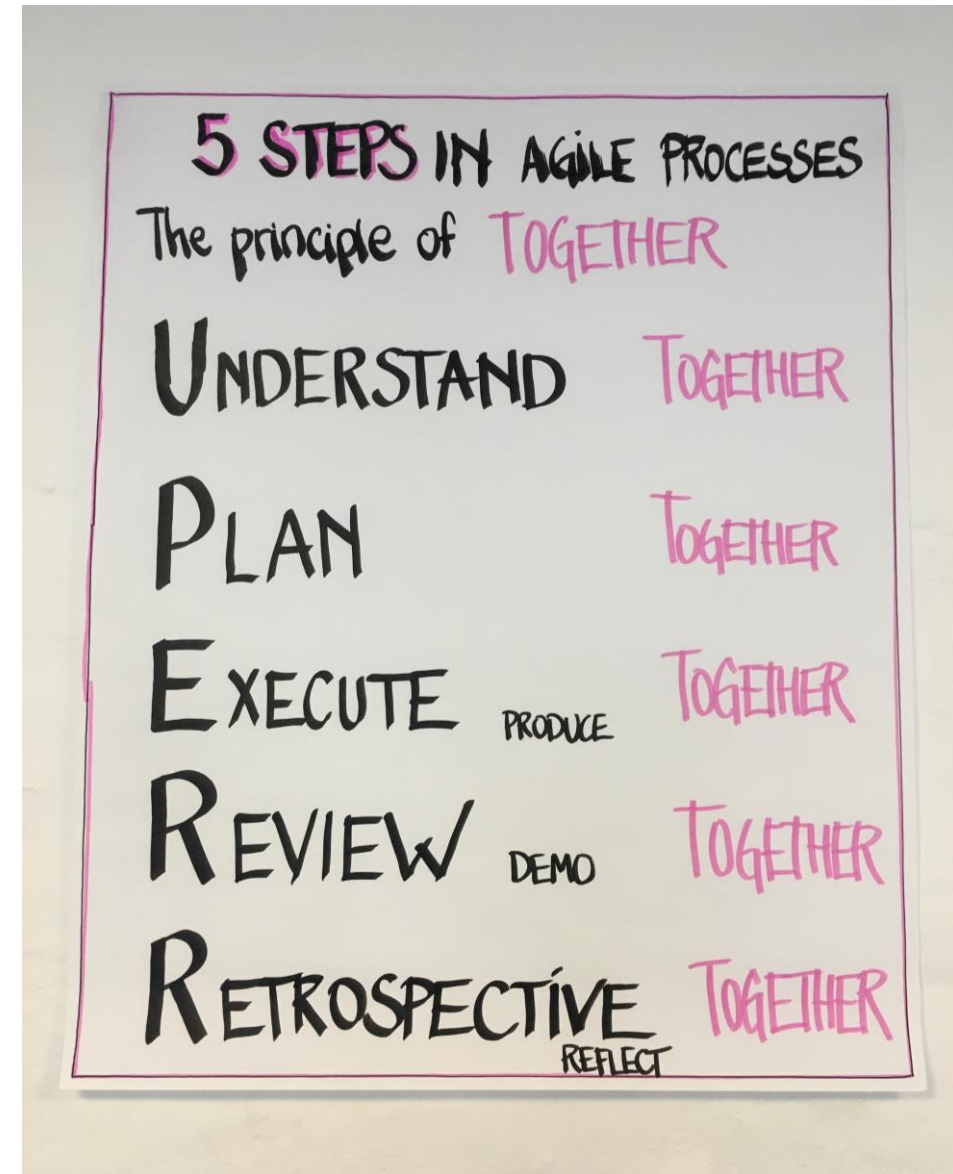 5 STEPS IN AGILE PROCESSES
The principle of TOGETHER
UNDERSTAND TOGETHER
PLAN TOGETHER
EXECUTE PRODUCE TOGETHER
REVIEW DEMO TOGETHER
RETROSPECTIVE TOGETHER
REFLECT